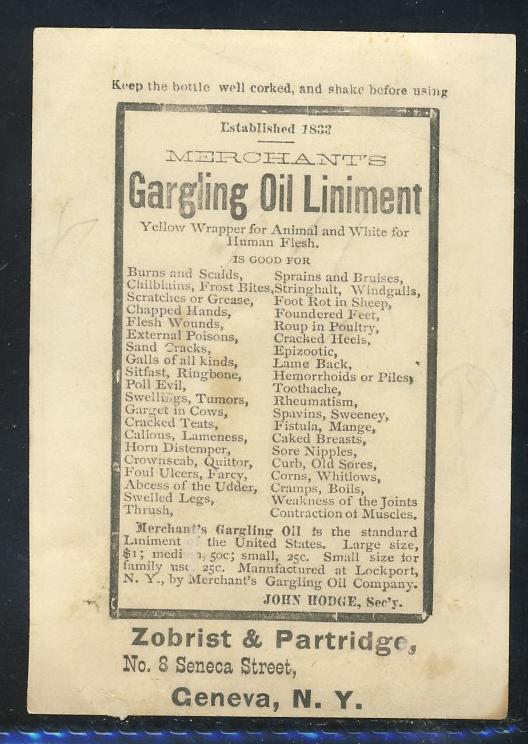 Keep the bottle well corked, and shake before using
Established 1833
MERCHANT'S
Gargling Oil Liniment
Yellow Wrapper for Animal and White for
Human Flesh.
IS GOOD FOR
Burns and Scalds,
Chilblains, Frost Bites,
Scratches or Grease,
Chapped Hands,
Flesh Wounds,
External Poisons,
Sand Cracks,
Galls of all kinds,
Sitfast, Ringbone,
Poll Evil,
Swellings, Tumors,
Garget in Cows,
Cracked Teats,
Callous, Lameness,
Horn Distemper,
Crownscab, Quittor,
Foul Ulcers, Farcy,
Abcess of the Udder,
Swelled Legs,
Thrush,
Sprains and Bruises,
Stringhalt, Windgalls,
Foot Rot in Sheep,
Foundered Feet,
Roup in Poultry,
Cracked Heels,
Epizootic,
Lame Back,
Hemorrhoids or Piles,
Toothache,
Rheumatism,
Spavins, Sweeney,
Fistula, Mange,
Caked Breasts,
Sore Nipples,
Curb, Old Sores,
Corns, Whitlows,
Cramps, Boils,
Weakness of the Joints
Contraction of Muscles.
Merchant's Gargling Oil is the standard
Liniment of the United States. Large size,
$1; medium, 50c; small, 25c. Small size for
family use 25c. Manufactured at Lockport,
N. Y., by Merchant's Gargling Oil Company.
JOHN HODGE, Sec'y.
Zobrist & Partridge,
No. 8 Seneca Street,
Geneva, N. Y.